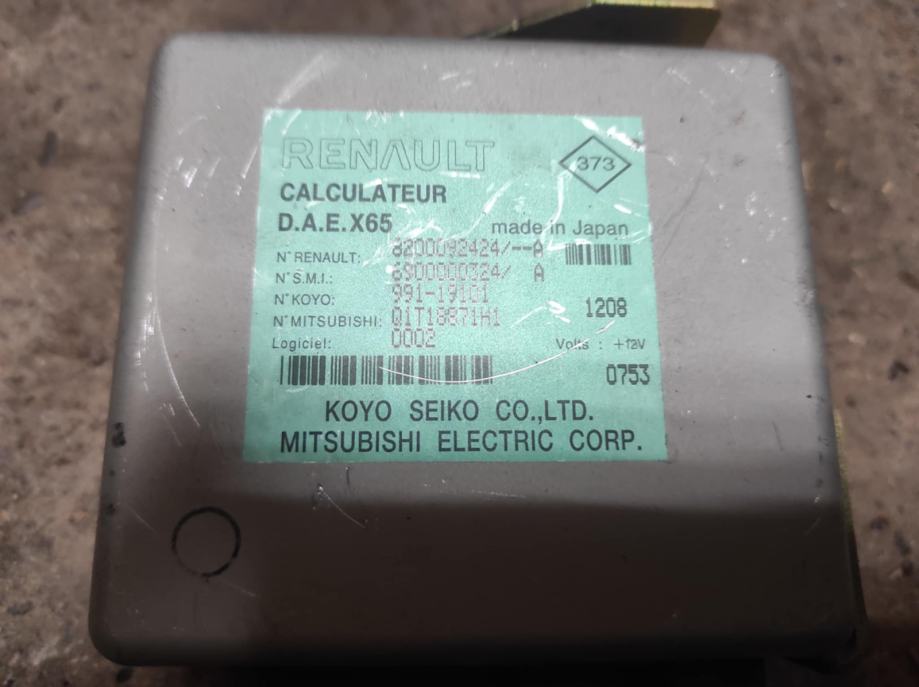 RENAULT
373
CALCULATEUR
D.A.E.X65
made in Japan
N° RENAULT: 8200092424/--A
N° S.M.I.: 6900000324/ A
N° KOYO: 991-19101
1208
N° MITSUBISHI: Q1T18871H1
Logiciel: 0002
Volts : +12V
0753
KOYO SEIKO CO.,LTD.
MITSUBISHI ELECTRIC CORP.